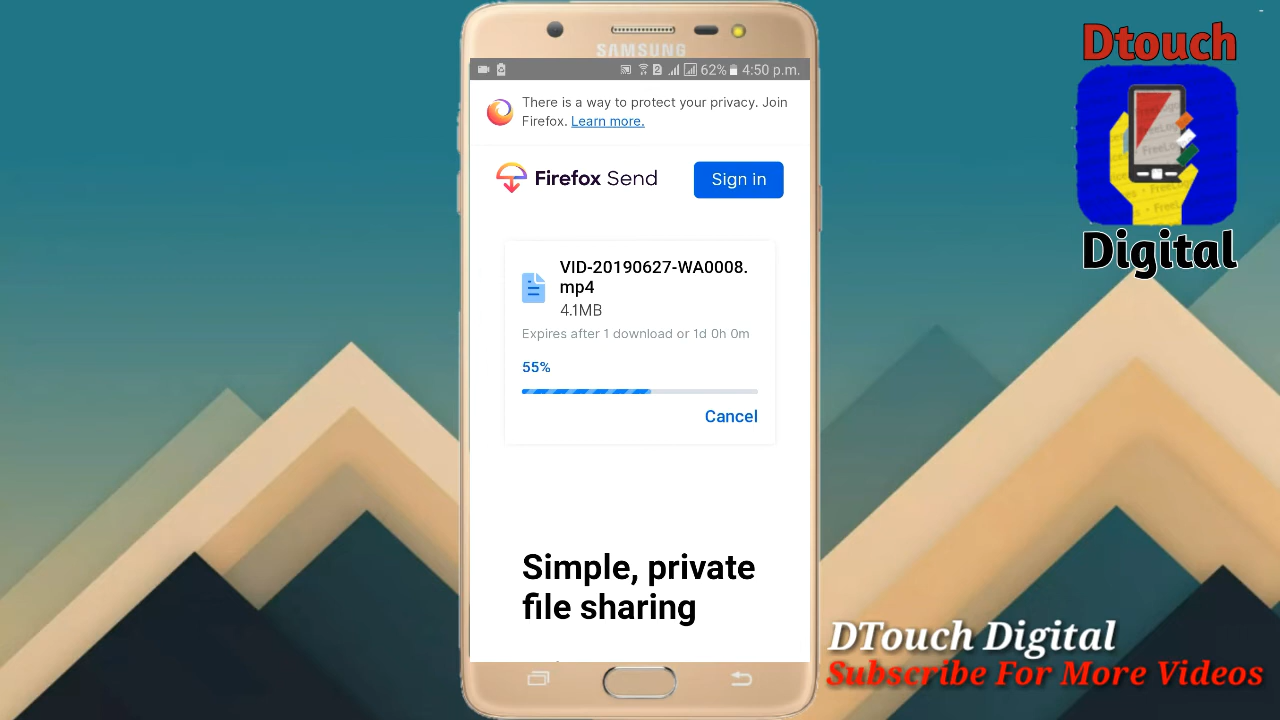 SAMSUNG
62% 4:50 p.m.
There is a way to protect your privacy. Join
Firefox. Learn more.
Firefox Send
Sign in
VID-20190627-WA0008.
mp4
4.1MB
Expires after 1 download or 1d 0h 0m
55%
Cancel
Simple, private
file sharing
Dtouch
Digital
DTouch Digital
Subscribe For More Videos